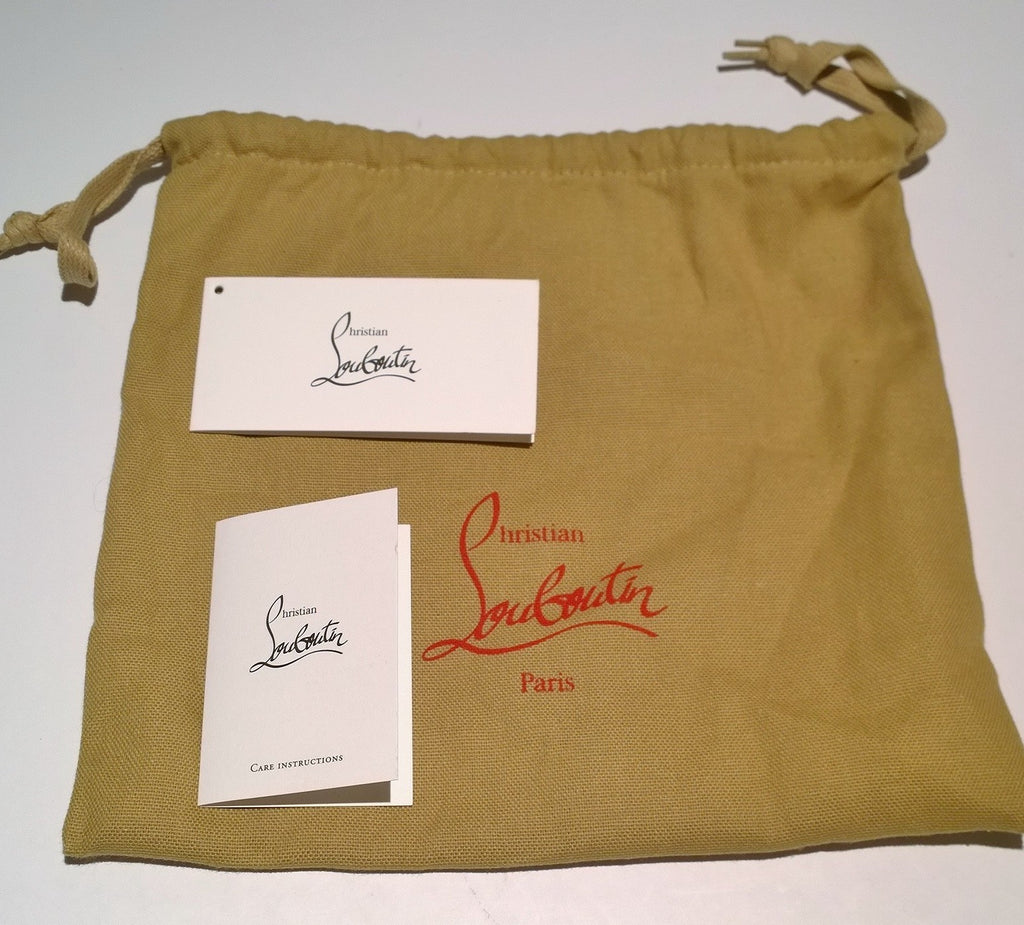 Christian
Louboutin
Christian
Louboutin
Paris
Christian
Louboutin
CARE INSTRUCTIONS